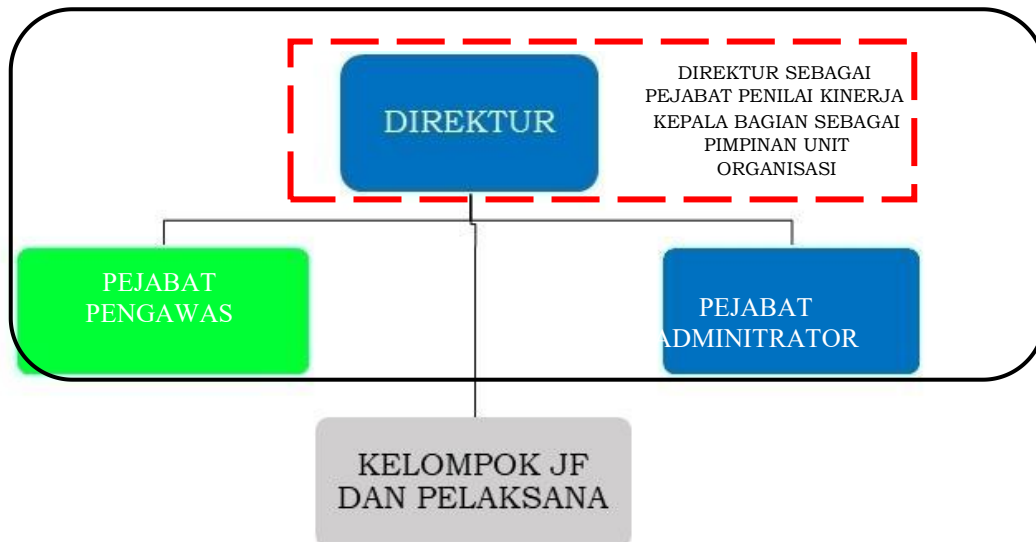 DIREKTUR
DIREKTUR SEBAGAI
PEJABAT PENILAI KINERJA
KEPALA BAGIAN SEBAGAI
PIMPINAN UNIT
ORGANISASI
PEJABAT
PENGAWAS
PEJABAT
ADMINITRATOR
KELOMPOK JF
DAN PELAKSANA